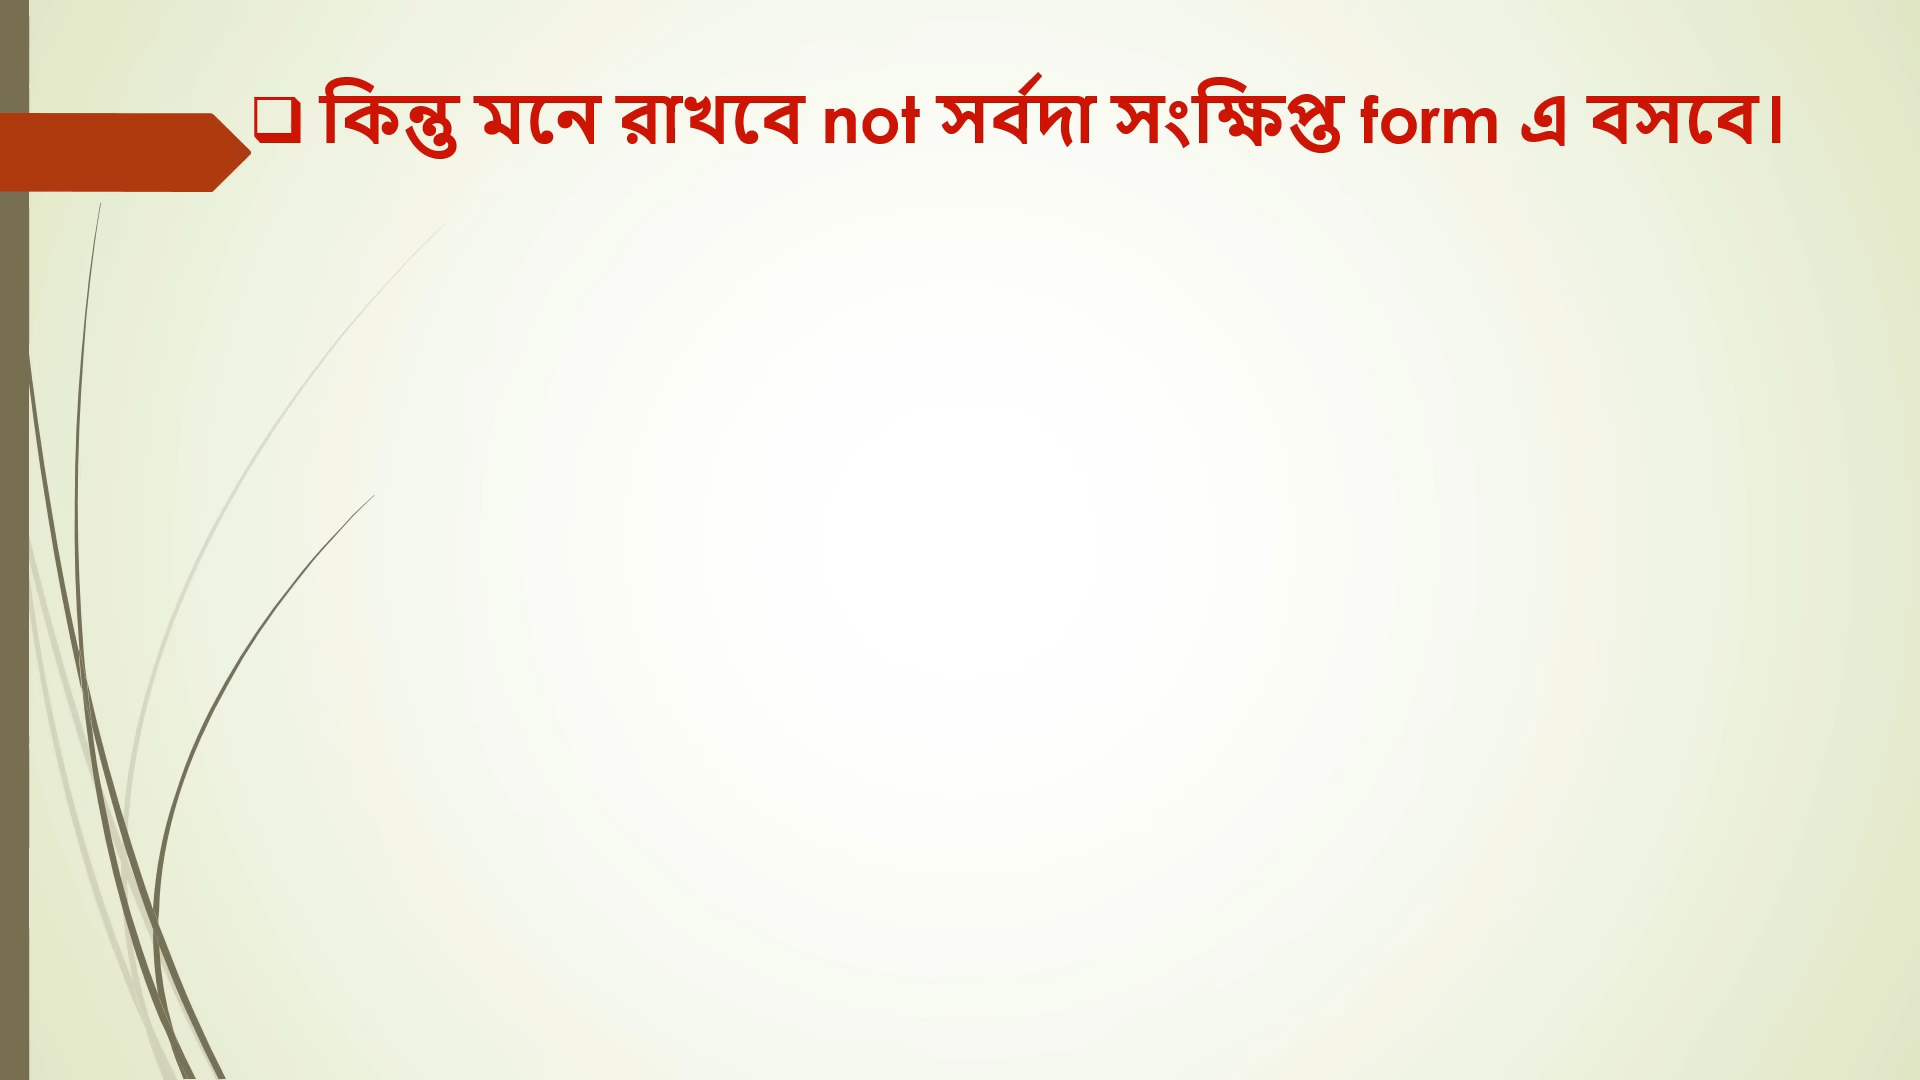 ❑ কিন্তু মনে রাখবে not সর্বদা সংক্ষিপ্ত form এ বসবে।